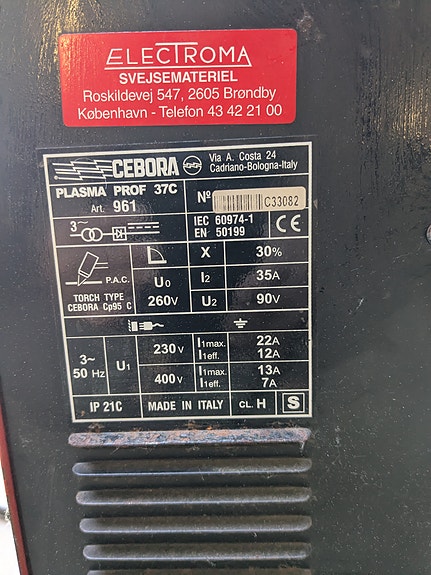 ELECTROMA
SVEJSEMATERIEL
Roskildevej 547, 2605 Brøndby
København - Telefon 43 42 21 00
CEBORA Via A. Costa 24
Cadriano-Bologna-Italy
PLASMA PROF 37C
Art. 961
Nº C33082
3~
IEC 60974-1
EN 50199
CE
P.A.C.
TORCH TYPE
CEBORA Cp95 C
X 30%
U0 260V
I2 35A
U2 90V
3~
50 Hz
U1
230V I1max. 22A
I1eff. 12A
400V I1max. 13A
I1eff. 7A
IP 21C MADE IN ITALY CL. H S